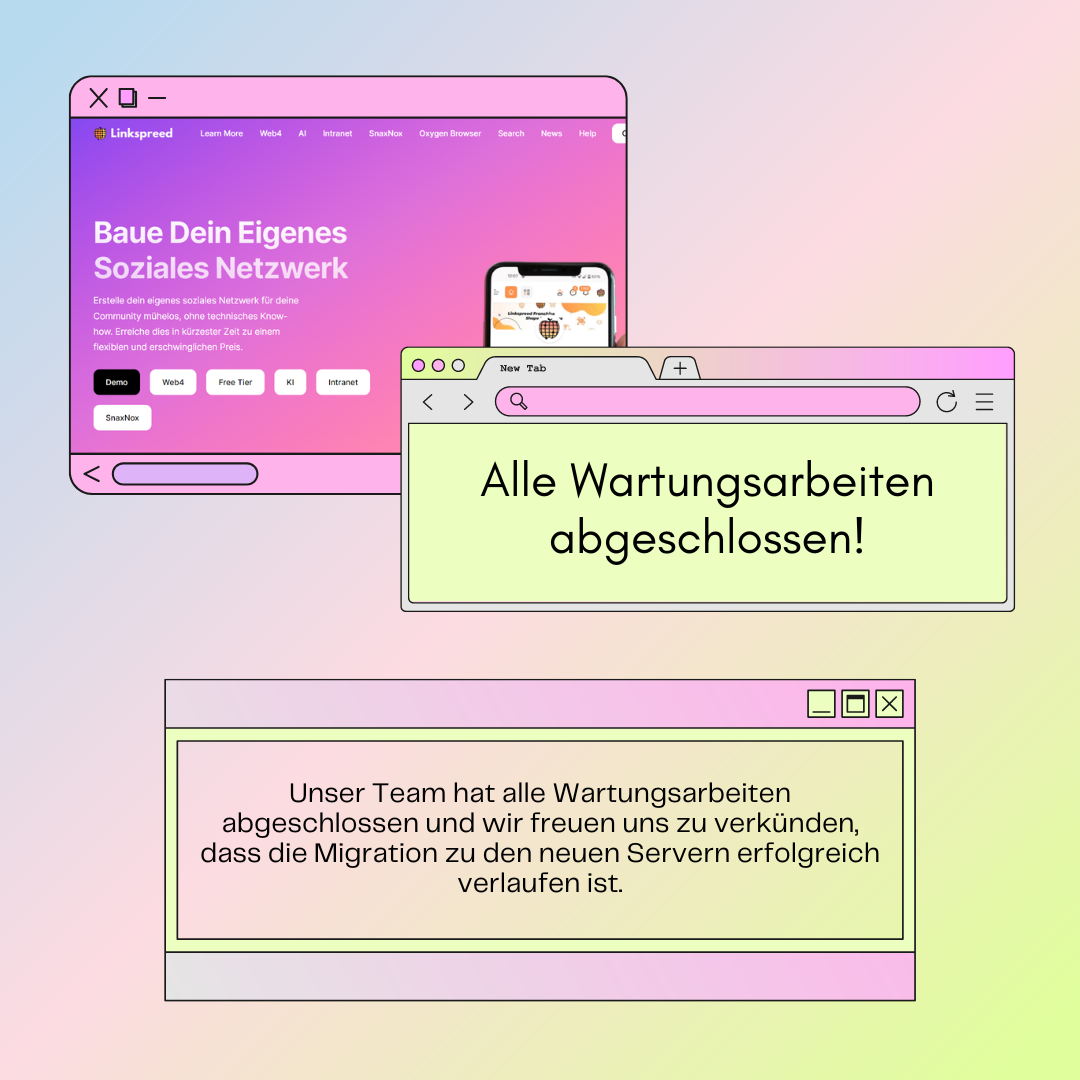 Linkspreed
Learn More Web4 AI Intranet SnaxNox Oxygen Browser Search News Help
Baue Dein Eigenes
Soziales Netzwerk
Erstelle dein eigenes soziales Netzwerk für deine
Community mühelos, ohne technisches Know-
how. Erreiche dies in kürzester Zeit zu einem
flexiblen und erschwinglichen Preis.
Demo Web4 Free Tier KI Intranet
SnaxNox
Linkspreed Franchise
New Tab
Alle Wartungsarbeiten
abgeschlossen!
Unser Team hat alle Wartungsarbeiten
abgeschlossen und wir freuen uns zu verkünden,
dass die Migration zu den neuen Servern erfolgreich
verlaufen ist.